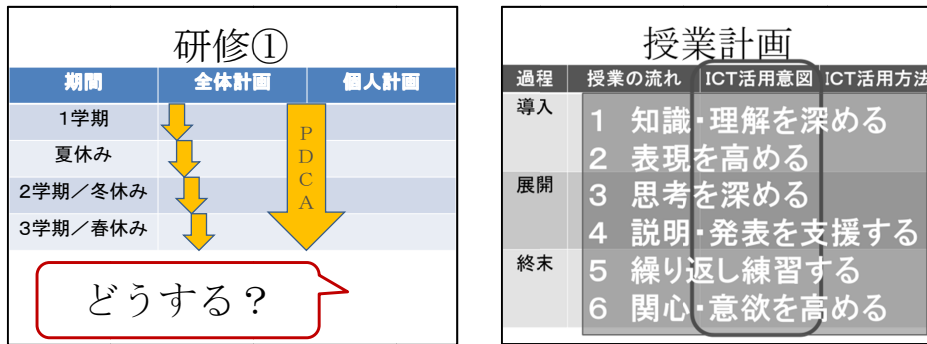 研修①
期間 全体計画 個人計画
1学期
夏休み
2学期／冬休み
3学期／春休み
P
D
C
A
どうする？
授業計画
過程 授業の流れ ICT活用意図 ICT活用方法
導入
展開
終末
1 知識・理解を深める
2 表現を高める
3 思考を深める
4 説明・発表を支援する
5 繰り返し練習する
6 関心・意欲を高める